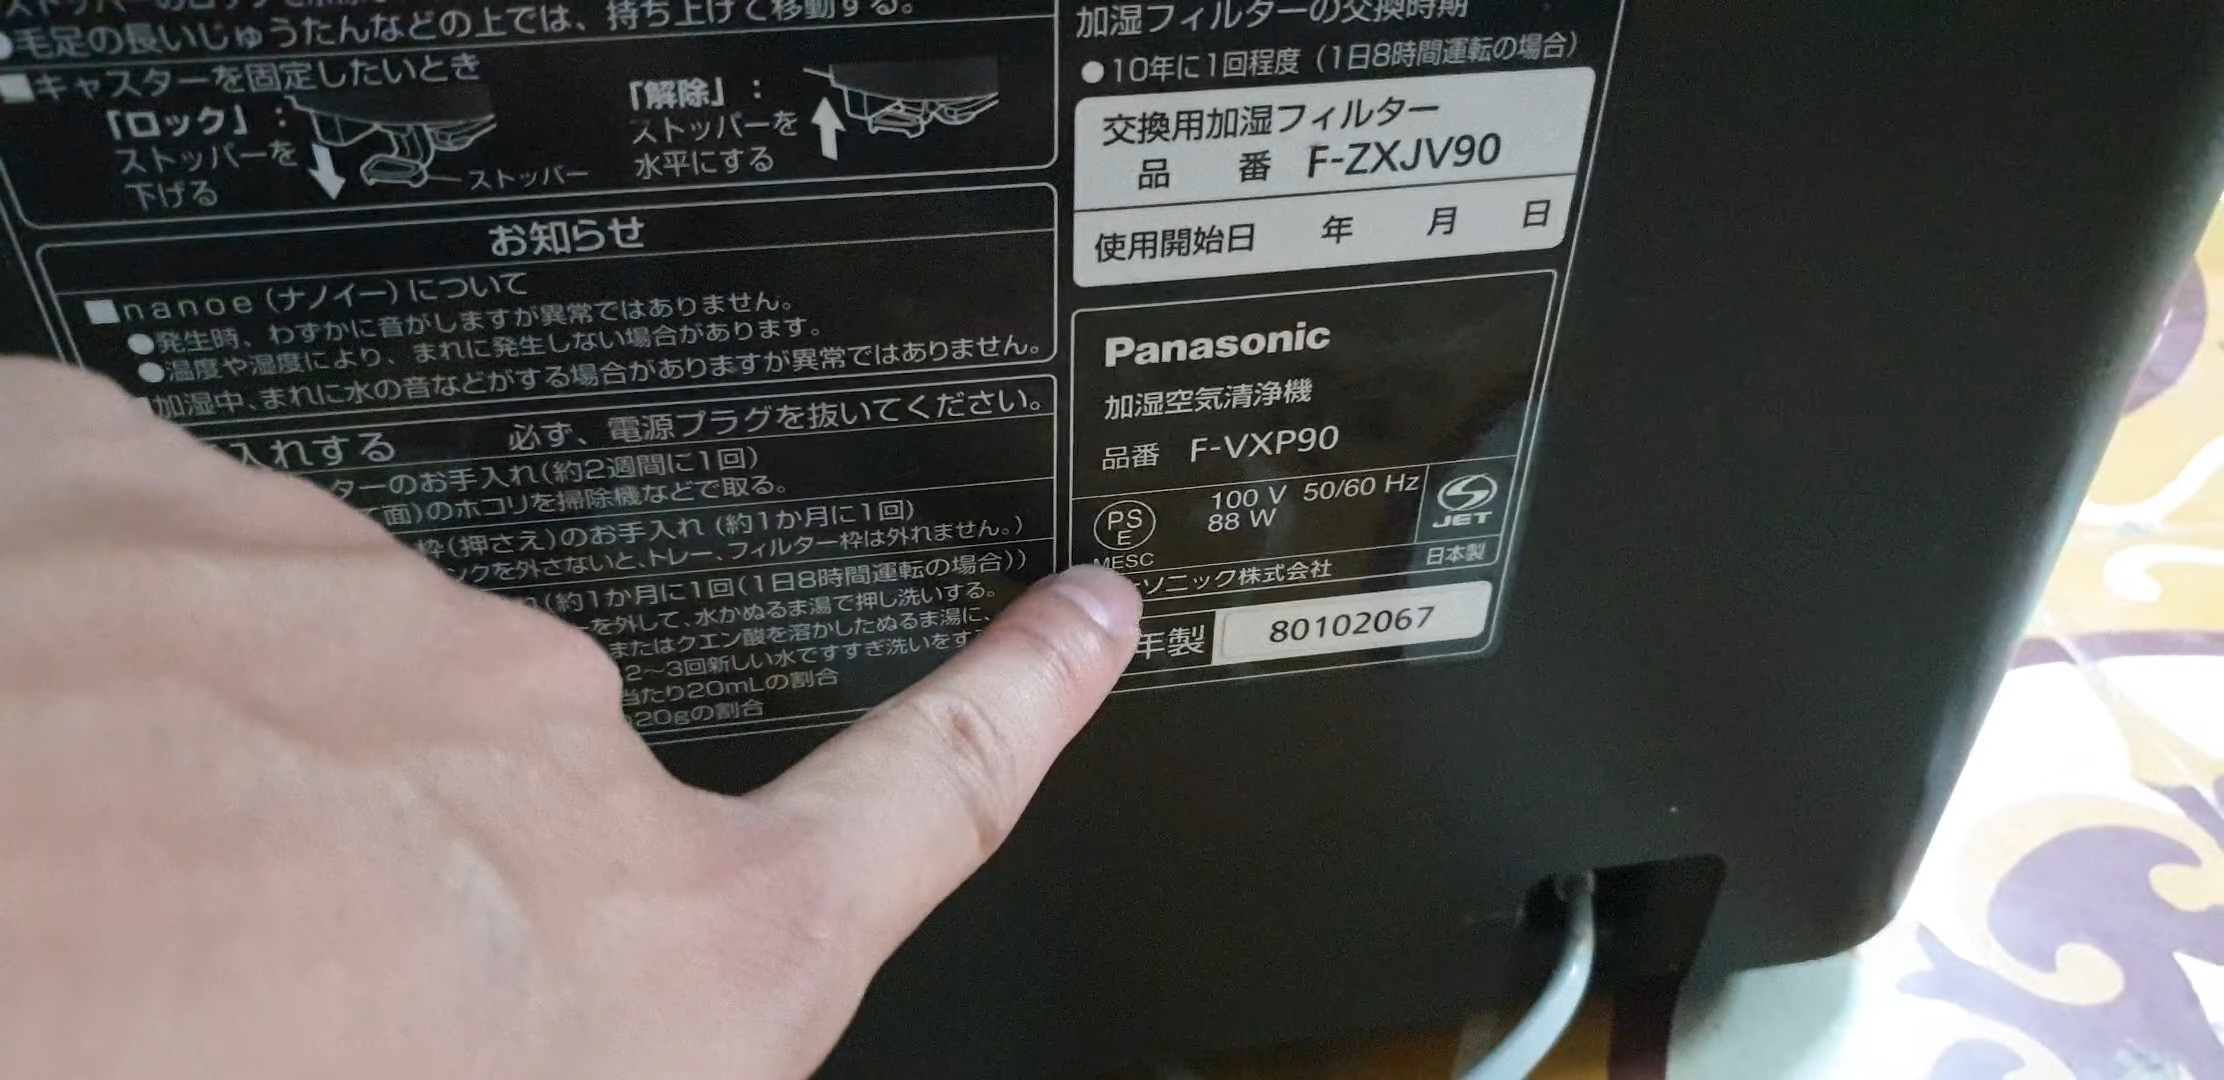 ●毛足の長いじゅうたんなどの上では、持ち上げて移動する。
■キャスターを固定したいとき
「ロック」:
ストッパーを
下げる
ストッパー
「解除」:
ストッパーを
水平にする
お知らせ
■nanoe(ナノイー)について
●発生時、わずかに音がしますが異常ではありません。
●温度や湿度により、まれに発生しない場合があります。
加湿中、まれに水の音などがする場合がありますが異常ではありません。
入れする 必ず、電源プラグを抜いてください。
ターのお手入れ(約2週間に1回)
面)のホコリを掃除機などで取る。
枠(押さえ)のお手入れ(約1か月に1回)
ンクを外さないと、トレー、フィルター枠は外れません。)
(約1か月に1回(1日8時間運転の場合))
ーを外して、水かぬるま湯で押し洗いする。
またはクエン酸を溶かしたぬるま湯に、
2〜3回新しい水ですすぎ洗いをす
当たり20mLの割合
20gの割合
加湿フィルターの交換時期
●10年に1回程度(1日8時間運転の場合)
交換用加湿フィルター
品 番 F-ZXJV90
使用開始日 年 月 日
Panasonic
加湿空気清浄機
品番 F-VXP90
PS
E
MESC
100 V 50/60 Hz
88 W
JET
ソニック株式会社
日本製
年製 80102067